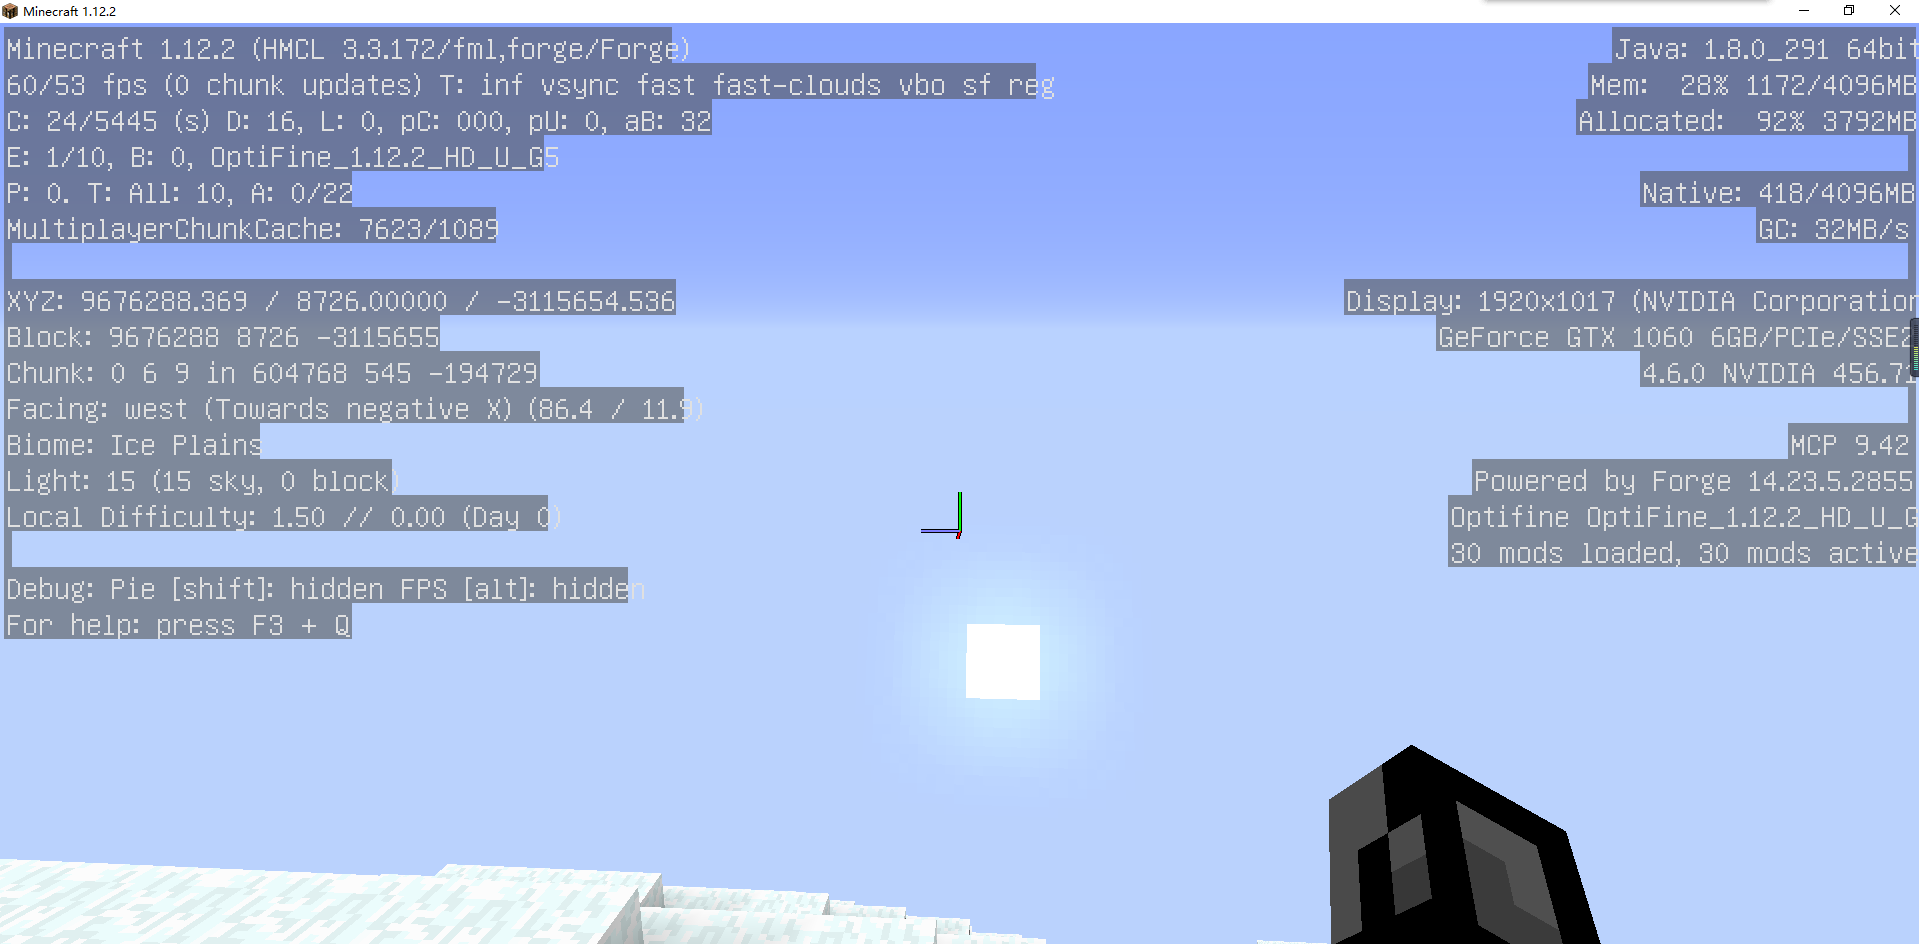 Minecraft 1.12.2
Minecraft 1.12.2 (HMCL 3.3.172/fml,forge/Forge)
60/53 fps (0 chunk updates) T: inf vsync fast fast-clouds vbo sf reg
C: 24/5445 (s) D: 16, L: 0, pC: 000, pU: 0, aB: 32
E: 1/10, B: 0, OptiFine_1.12.2_HD_U_G5
P: 0. T: All: 10, A: 0/22
MultiplayerChunkCache: 7623/1089
XYZ: 9676288.369 / 8726.00000 / -3115654.536
Block: 9676288 8726 -3115655
Chunk: 0 6 9 in 604768 545 -194729
Facing: west (Towards negative X) (86.4 / 11.9)
Biome: Ice Plains
Light: 15 (15 sky, 0 block)
Local Difficulty: 1.50 // 0.00 (Day 0)
Debug: Pie [shift]: hidden FPS [alt]: hidden
For help: press F3 + Q
Java: 1.8.0_291 64bit
Mem: 28% 1172/4096MB
Allocated: 92% 3792MB
Native: 418/4096MB
GC: 32MB/s
Display: 1920x1017 (NVIDIA Corporation
GeForce GTX 1060 6GB/PCIe/SSE2
4.6.0 NVIDIA 456.71
MCP 9.42
Powered by Forge 14.23.5.2855
Optifine OptiFine_1.12.2_HD_U_G
30 mods loaded, 30 mods active